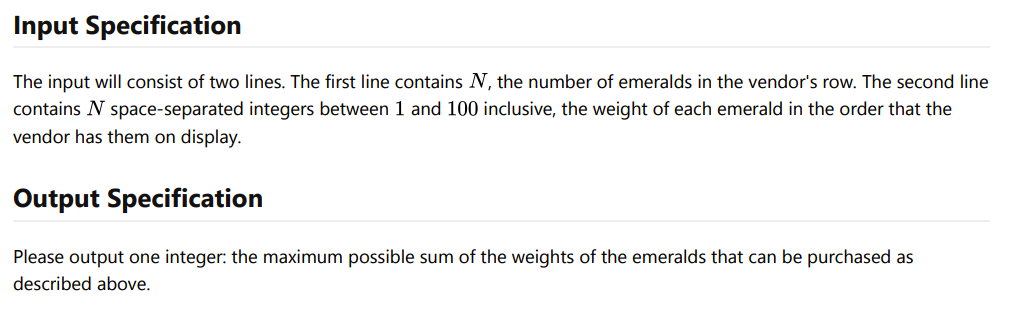 Input Specification
The input will consist of two lines. The first line contains N, the number of emeralds in the vendor's row. The second line
contains N space-separated integers between 1 and 100 inclusive, the weight of each emerald in the order that the
vendor has them on display.
Output Specification
Please output one integer: the maximum possible sum of the weights of the emeralds that can be purchased as
described above.